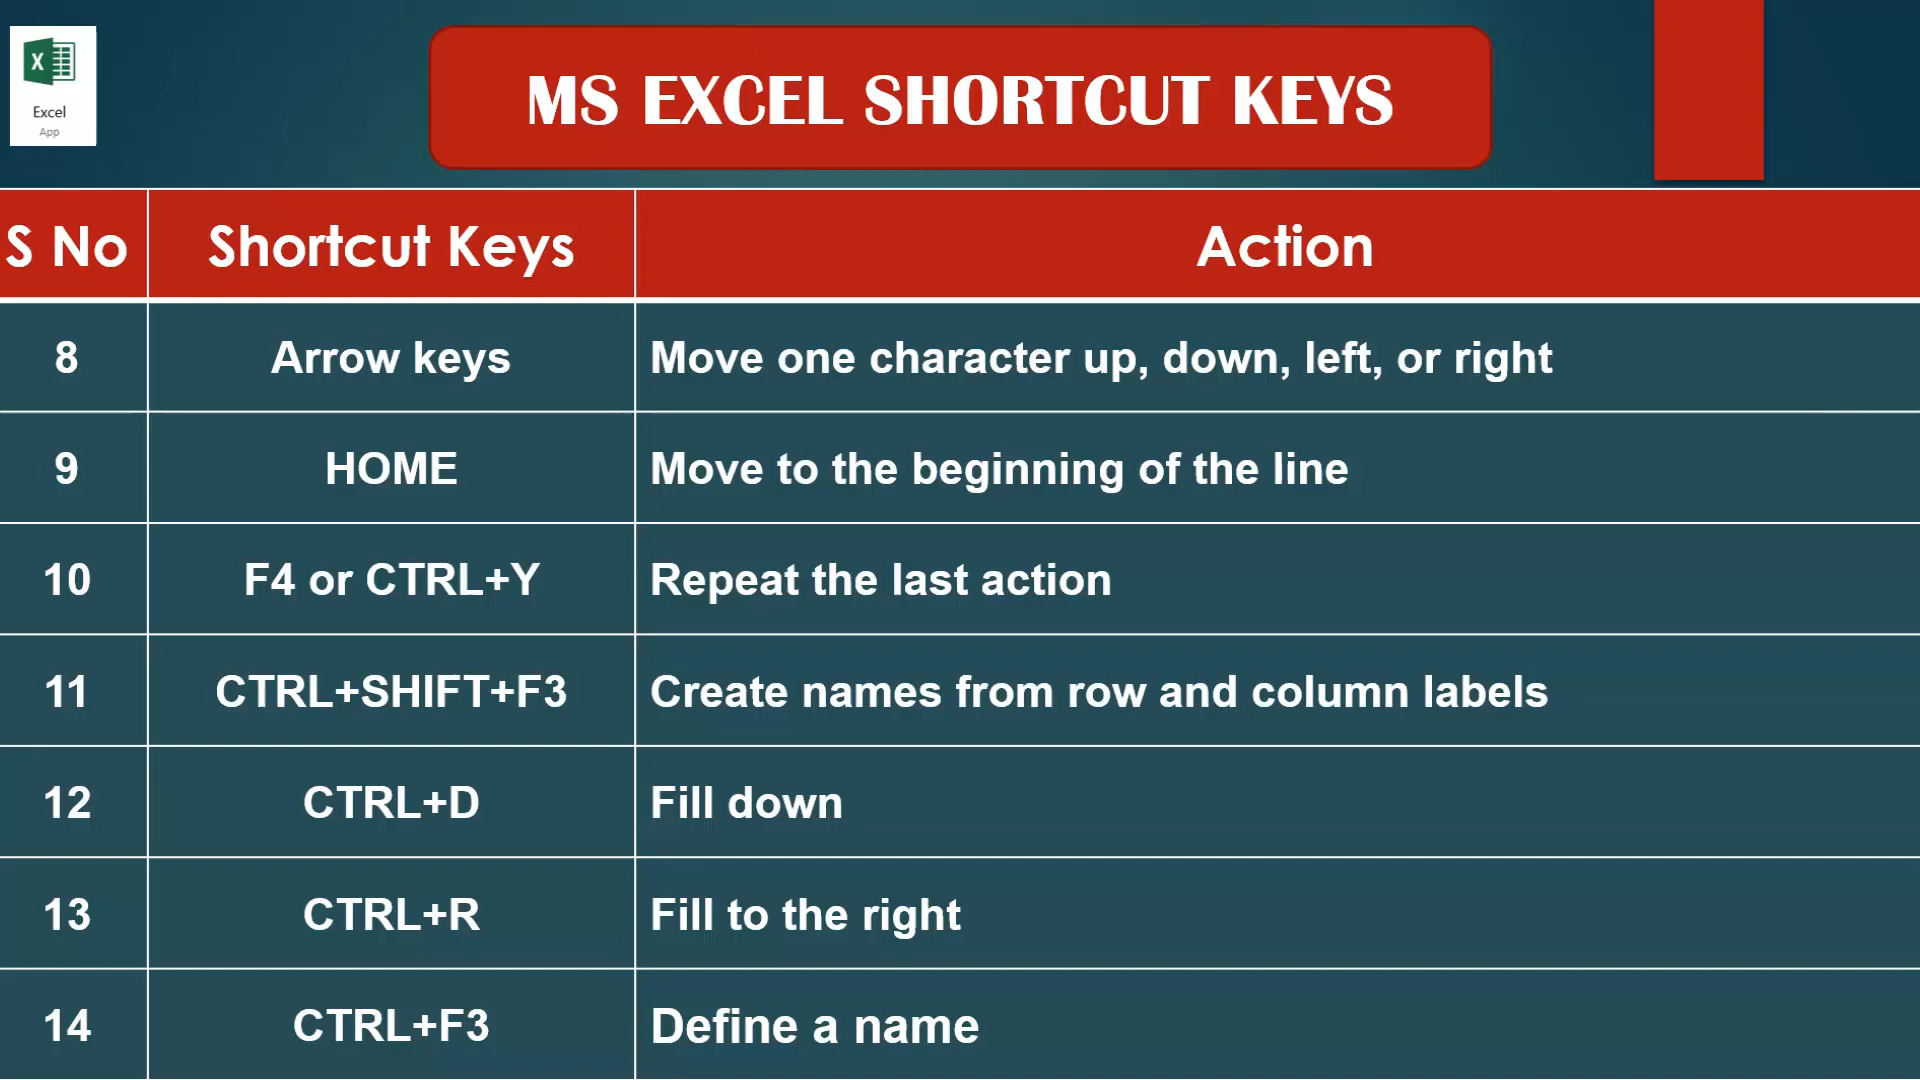 X
Excel
App
MS EXCEL SHORTCUT KEYS
S No Shortcut Keys Action
8 Arrow keys Move one character up, down, left, or right
9 HOME Move to the beginning of the line
10 F4 or CTRL+Y Repeat the last action
11 CTRL+SHIFT+F3 Create names from row and column labels
12 CTRL+D Fill down
13 CTRL+R Fill to the right
14 CTRL+F3 Define a name